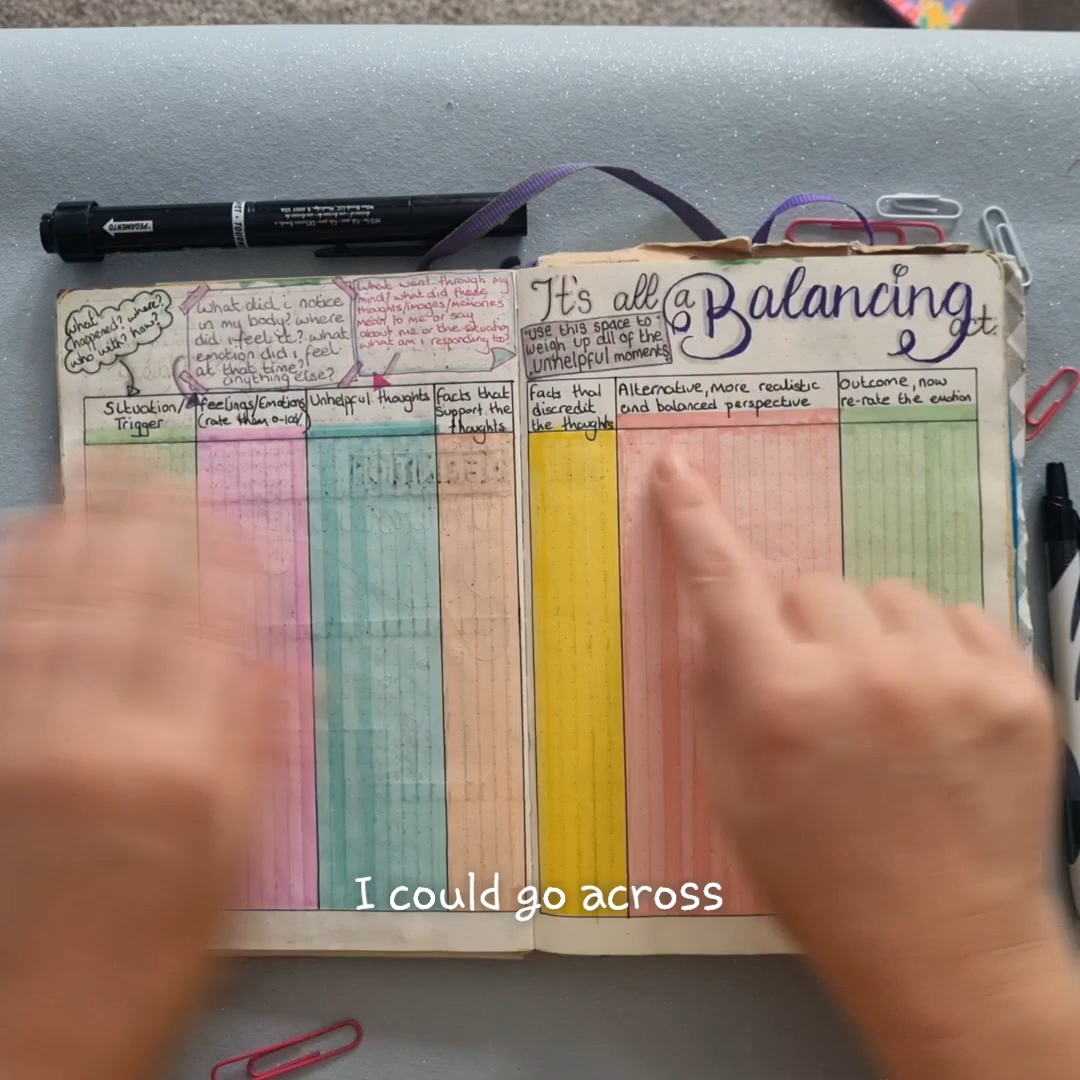 PEGAMENTO
What
happened? where?
who with? how?
What did i notice
in my body? where
did i feel it? what
emotion did i feel
at that time?
anything else?
What went through my
mind/what did these
thoughts/images/memories
mean to me or say
about me or the situation
what am i responding to?
It's all a Balancing act.
"Use this space to
weigh up all of the
unhelpful moments
Situation/
Trigger
feelings/Emotions
(rate them 0-100%)
Unhelpful thoughts
facts that
support the
thoughts
Facts that
discredit
the thoughts
Alternative, more realistic
and balanced perspective
Outcome, now
re-rate the emotion
I could go across